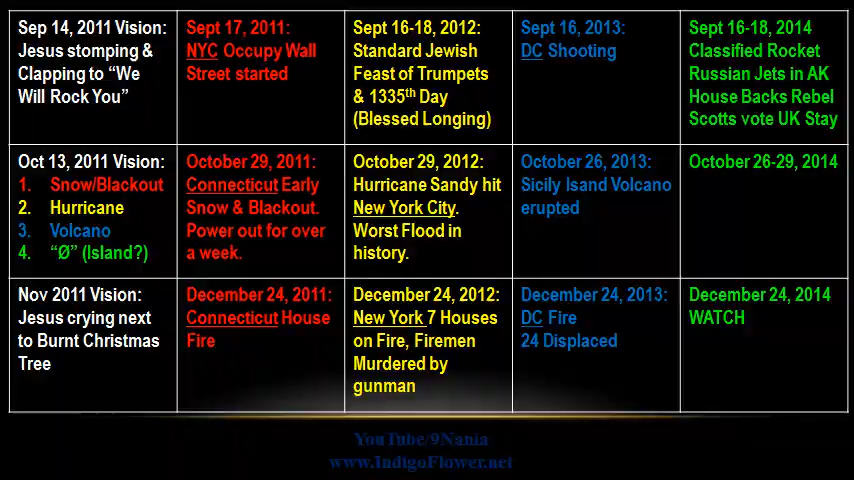 Sep 14, 2011 Vision:
Jesus stomping &
Clapping to “We
Will Rock You”
Sept 17, 2011:
NYC Occupy Wall
Street started
Sept 16-18, 2012:
Standard Jewish
Feast of Trumpets
& 1335th Day
(Blessed Longing)
Sept 16, 2013:
DC Shooting
Sept 16-18, 2014
Classified Rocket
Russian Jets in AK
House Backs Rebel
Scotts vote UK Stay
Oct 13, 2011 Vision:
1. Snow/Blackout
2. Hurricane
3. Volcano
4. “Ø” (Island?)
October 29, 2011:
Connecticut Early
Snow & Blackout.
Power out for over
a week.
October 29, 2012:
Hurricane Sandy hit
New York City.
Worst Flood in
history.
October 26, 2013:
Sicily Isand Volcano
erupted
October 26-29, 2014
Nov 2011 Vision:
Jesus crying next
to Burnt Christmas
Tree
December 24, 2011:
Connecticut House
Fire
December 24, 2012:
New York 7 Houses
on Fire, Firemen
Murdered by
gunman
December 24, 2013:
DC Fire
24 Displaced
December 24, 2014
WATCH
YouTube/9Nania
www.IndigoFlower.net